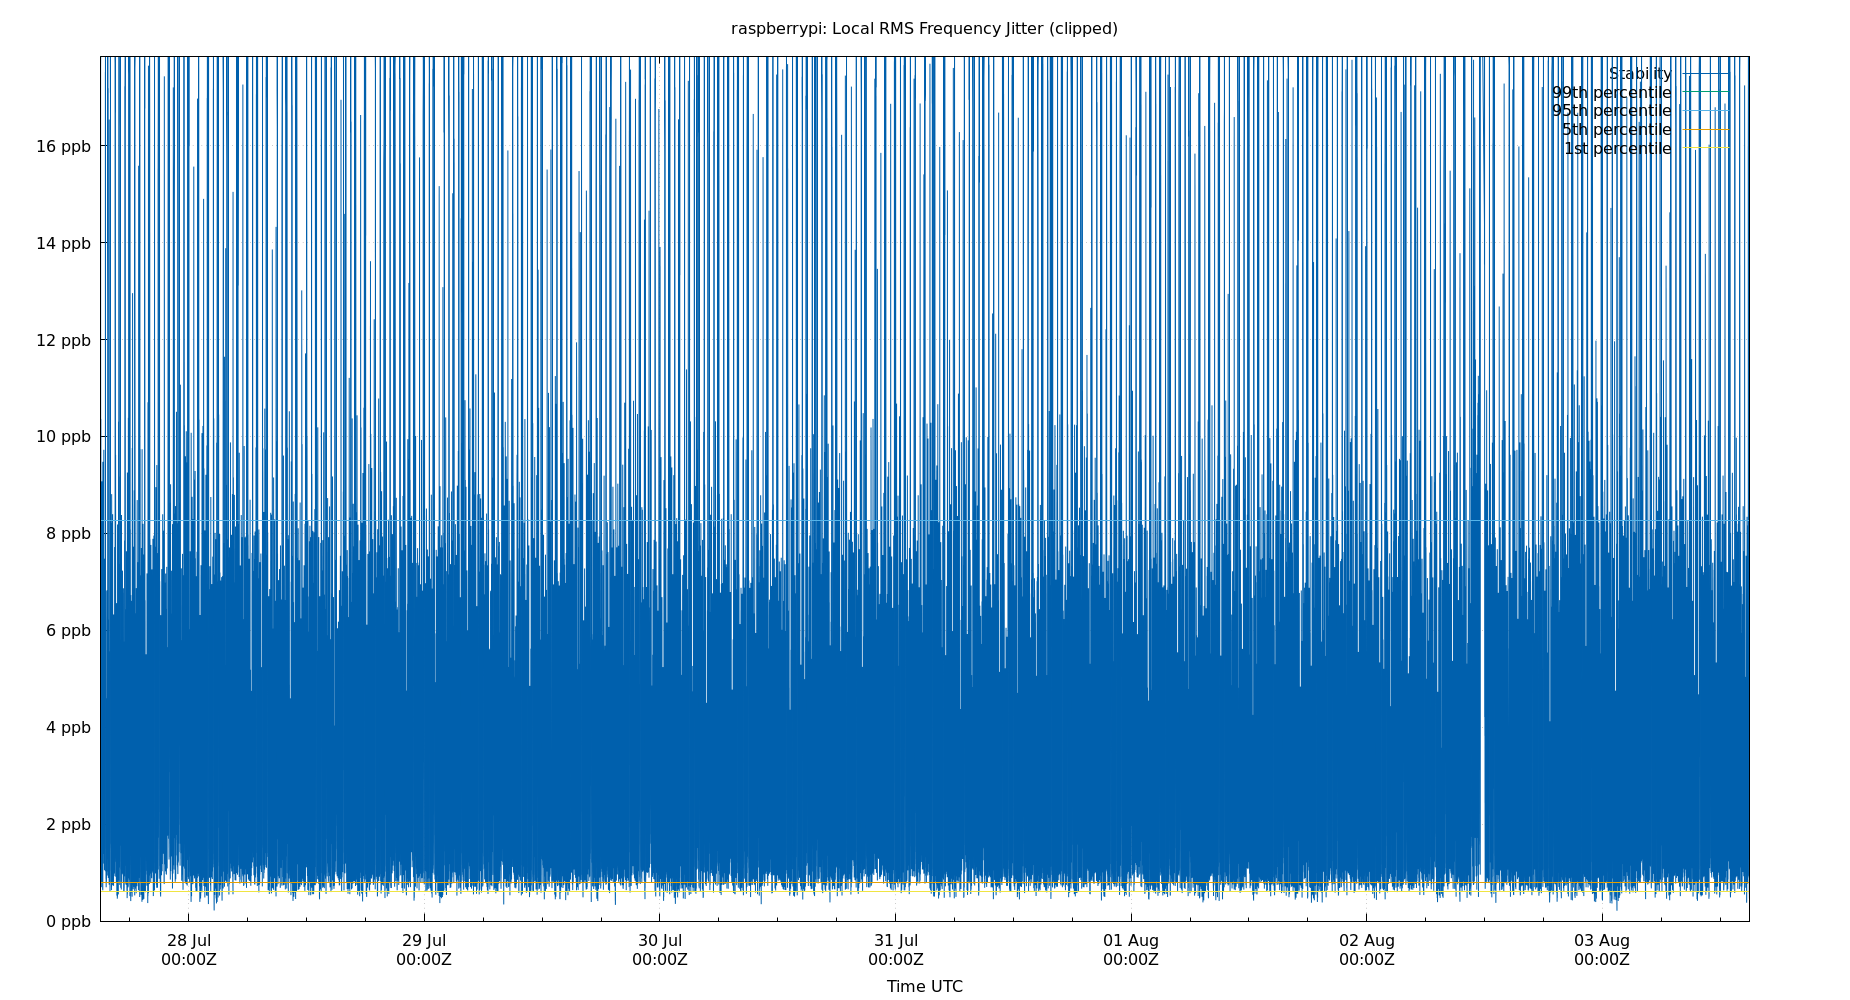 raspberrypi: Local RMS Frequency Jitter (clipped)
Stability
99th percentile
95th percentile
5th percentile
1st percentile
16 ppb
14 ppb
12 ppb
10 ppb
8 ppb
6 ppb
4 ppb
2 ppb
0 ppb
28 Jul 29 Jul 30 Jul 31 Jul 01 Aug 02 Aug 03 Aug
00:00Z 00:00Z 00:00Z 00:00Z 00:00Z 00:00Z 00:00Z
Time UTC